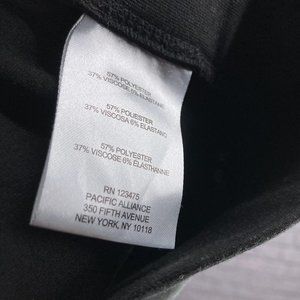 57% POLYESTER
37% VISCOSE 6% ELASTANE
57% POLIESTER
37% VISCOSA 6% ELASTANO
57% POLYESTER
37% VISCOSE 6% ELASTHANNE
RN 123475
PACIFIC ALLIANCE
350 FIFTH AVENUE
NEW YORK, NY 10118